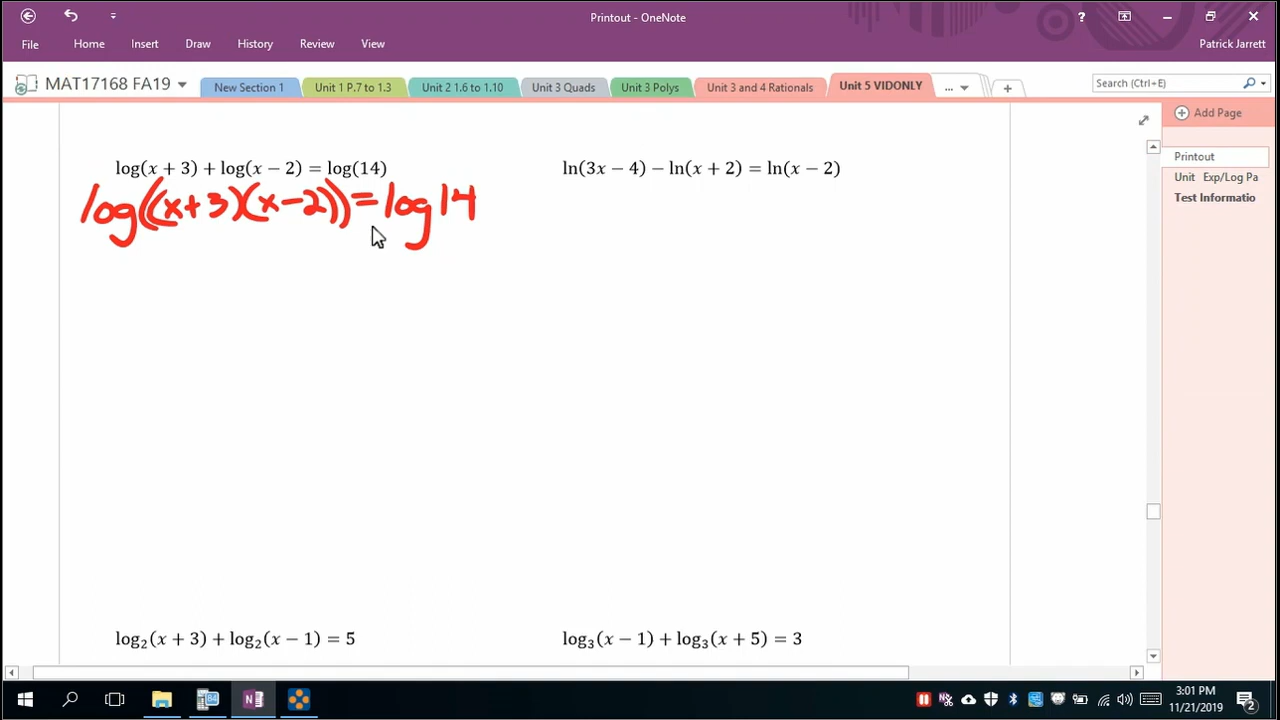 Printout - OneNote
?
File Home Insert Draw History Review View Patrick Jarrett
MAT17168 FA19 New Section 1 Unit 1 P.7 to 1.3 Unit 2 1.6 to 1.10 Unit 3 Quads Unit 3 Polys Unit 3 and 4 Rationals Unit 5 VIDONLY ... + Search (Ctrl+E)
Add Page
Printout
Unit Exp/Log Pa
Test Informatio
log(x + 3) + log(x − 2) = log(14) ln(3x − 4) − ln(x + 2) = ln(x − 2)
log((x+3)(x−2)) = log 14
log₂(x + 3) + log₂(x − 1) = 5 log₃(x − 1) + log₃(x + 5) = 3
3:01 PM
11/21/2019
2